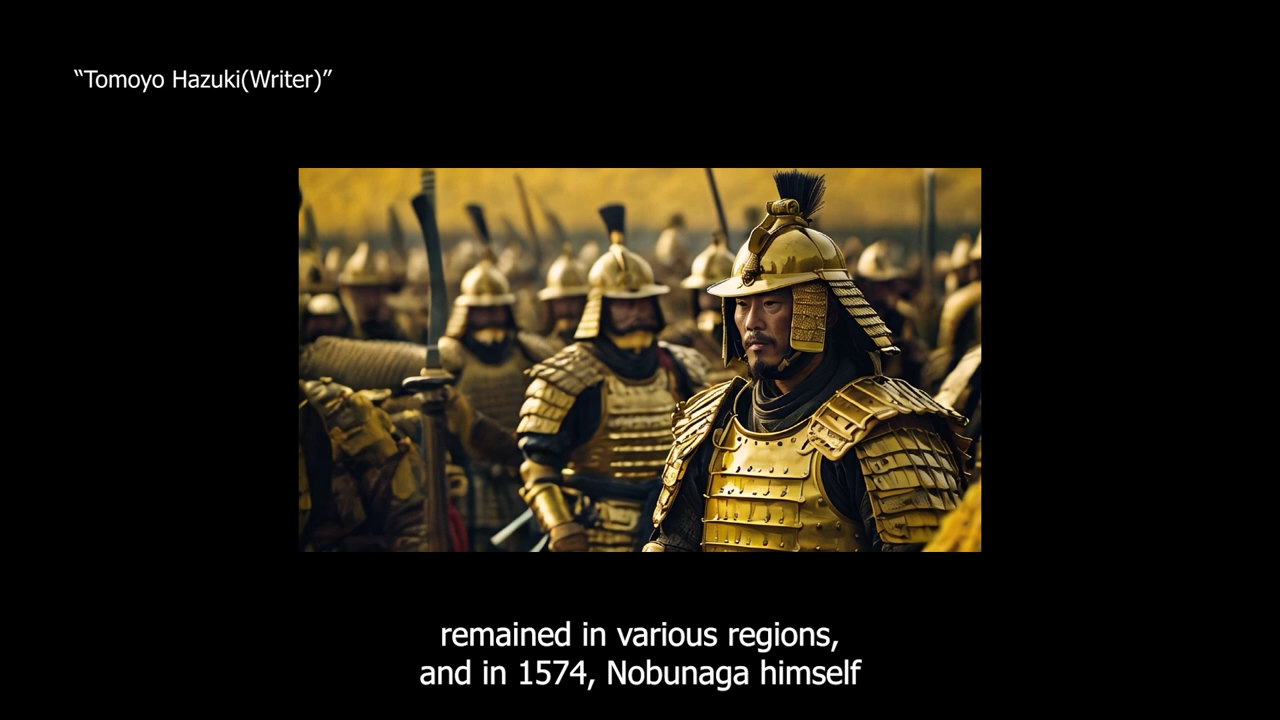 “Tomoyo Hazuki(Writer)”
remained in various regions,
and in 1574, Nobunaga himself